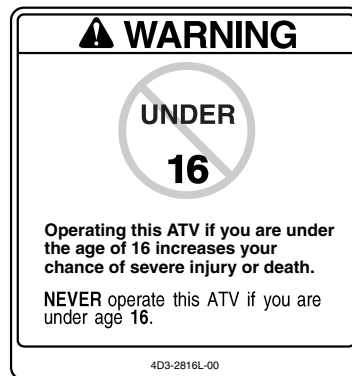 WARNING
UNDER
16
Operating this ATV if you are under
the age of 16 increases your
chance of severe injury or death.
NEVER operate this ATV if you are
under age 16.
4D3-2816L-00